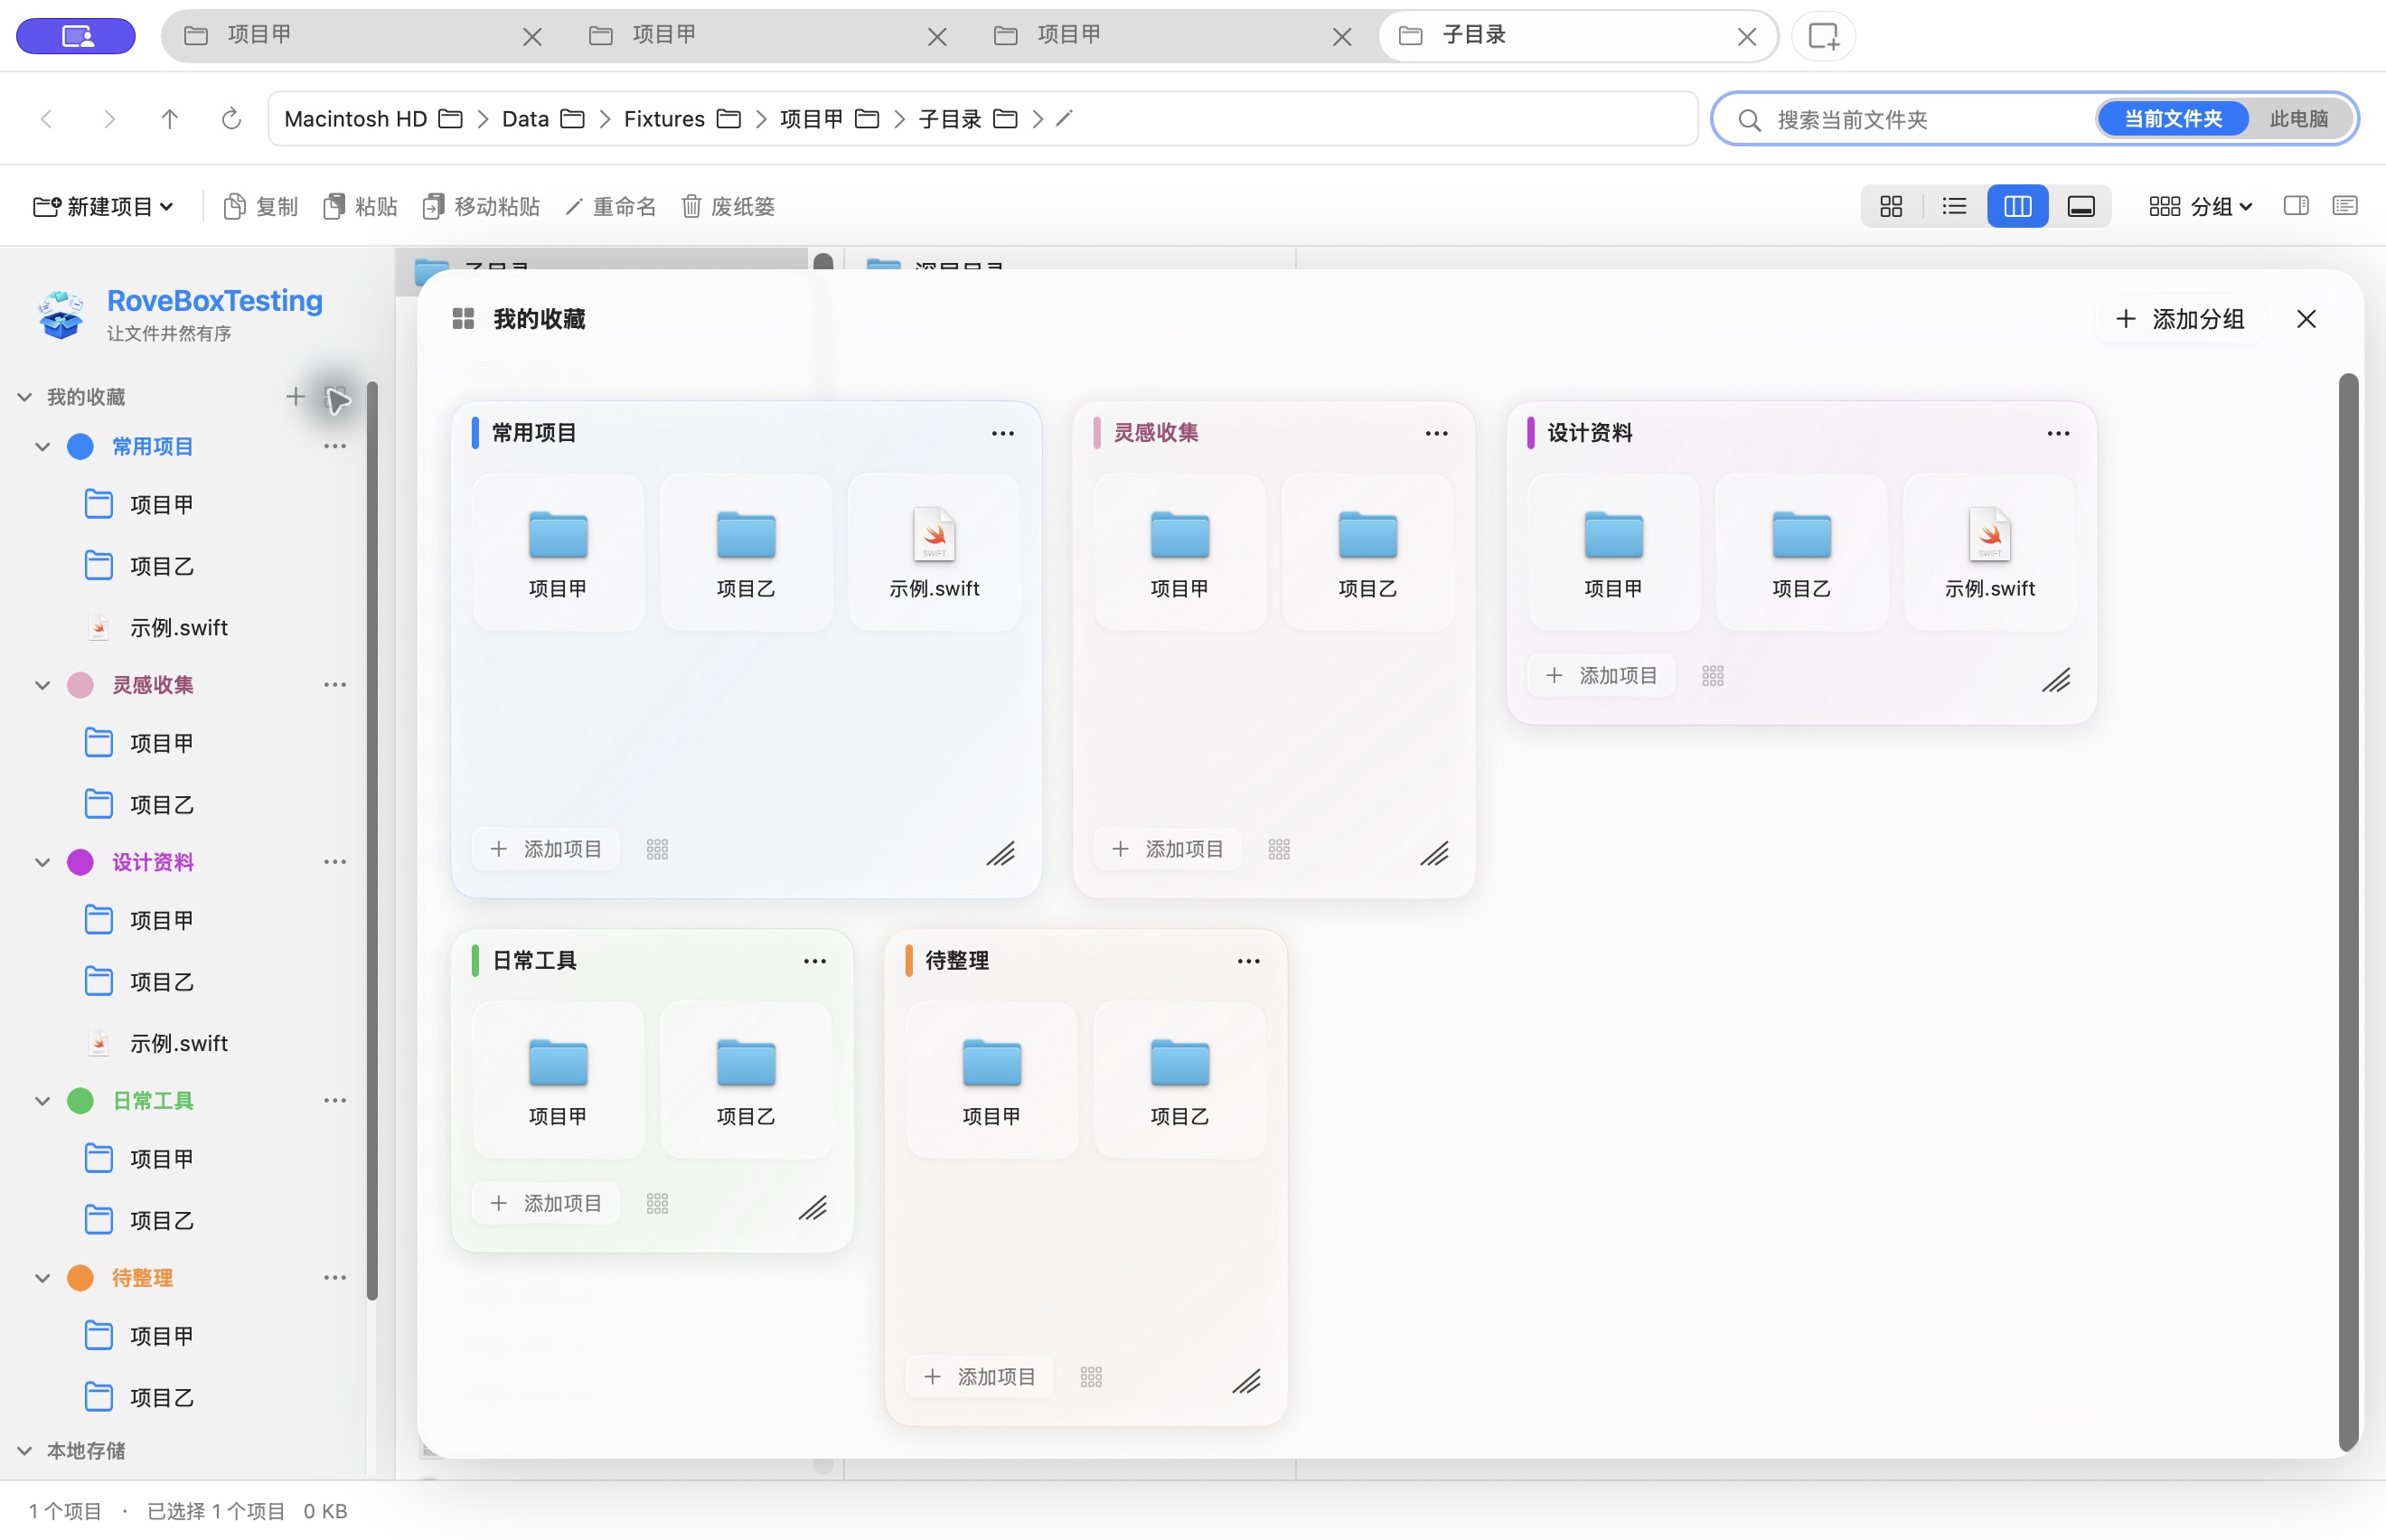 项目甲 项目甲 项目甲 子目录
Macintosh HD Data Fixtures 项目甲 子目录
搜索当前文件夹 当前文件夹 此电脑
新建项目 复制 粘贴 移动粘贴 重命名 废纸篓 分组
RoveBoxTesting
让文件井然有序
我的收藏
常用项目
项目甲
项目乙
示例.swift
灵感收集
项目甲
项目乙
设计资料
项目甲
项目乙
示例.swift
日常工具
项目甲
项目乙
待整理
项目甲
项目乙
本地存储
子目录 深层目录
我的收藏 添加分组
常用项目
项目甲 项目乙 示例.swift
添加项目
灵感收集
项目甲 项目乙
添加项目
设计资料
项目甲 项目乙 示例.swift
添加项目
日常工具
项目甲 项目乙
添加项目
待整理
项目甲 项目乙
添加项目
1 个项目 · 已选择 1 个项目 0 KB